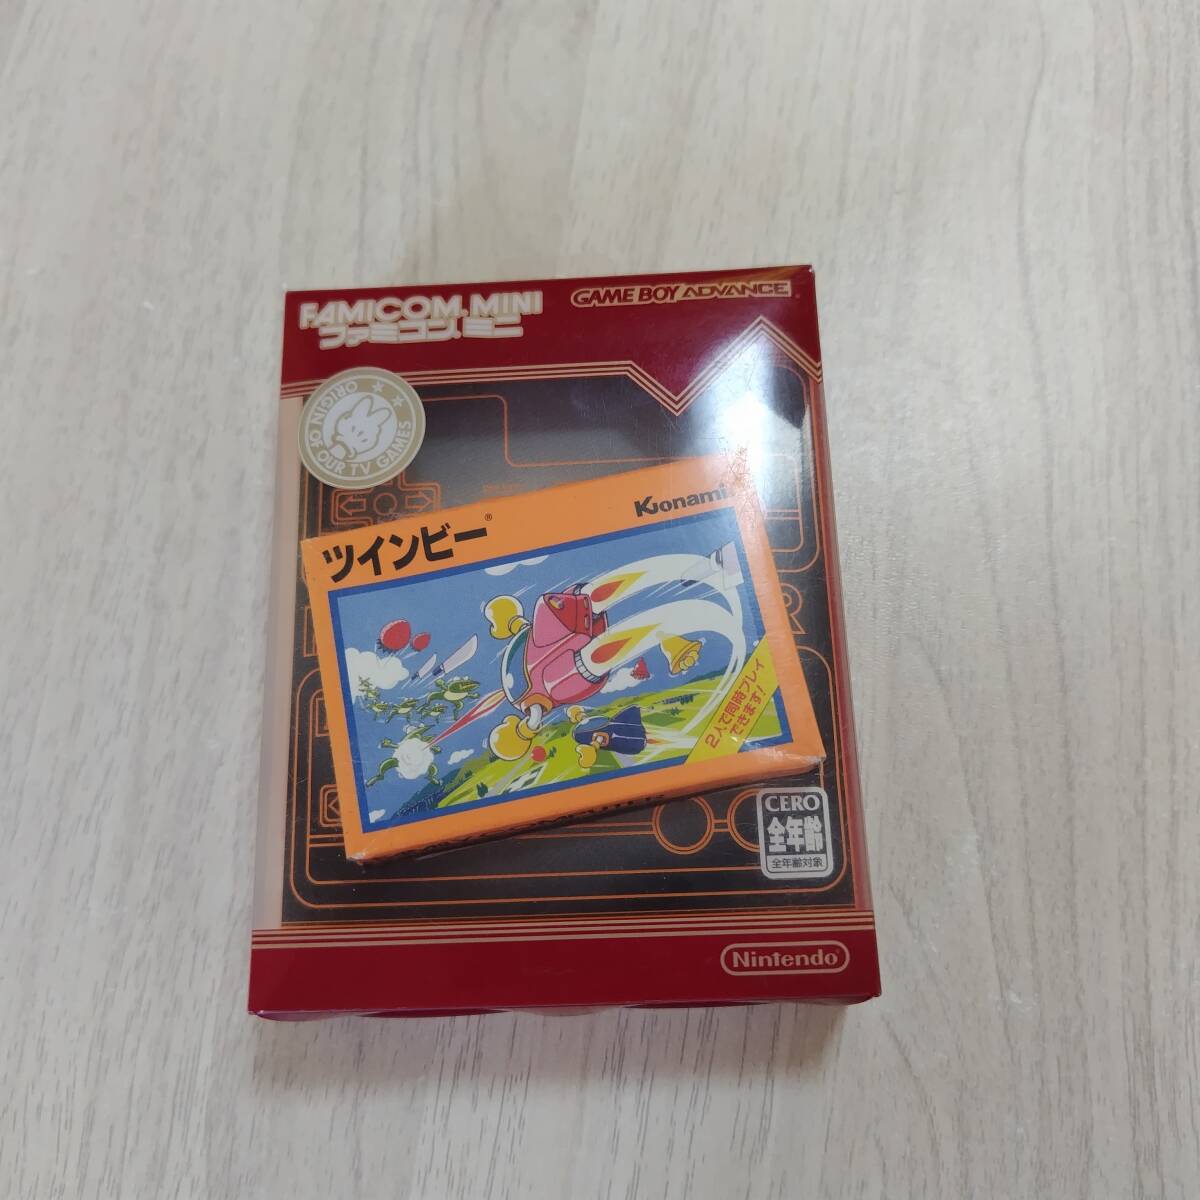 FAMICOM MINI
ファミコンミニ
GAME BOY ADVANCE
ORIGIN OF OUR TV GAMES
ツインビー®
Konami
2人で同時プレイ
できます!
CERO
全年齢
全年齢対象
Nintendo